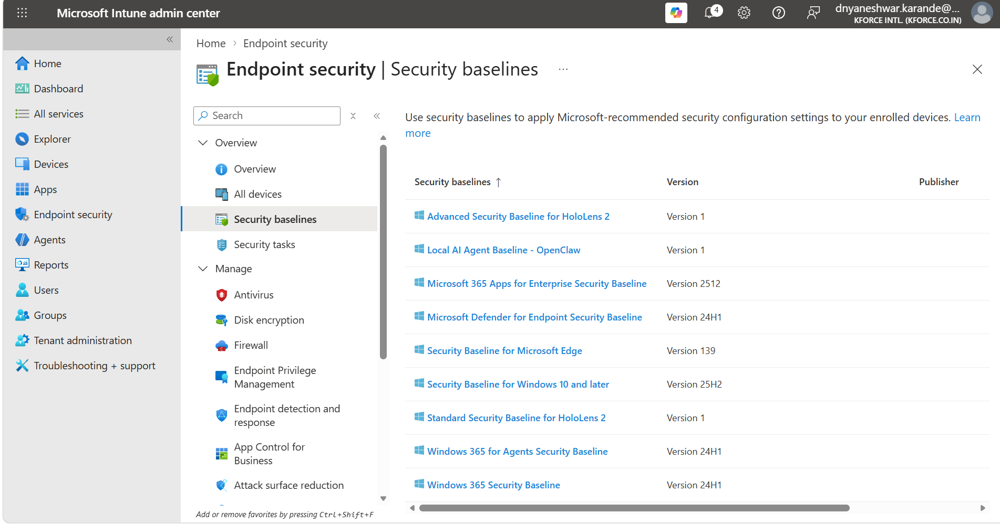 Microsoft Intune admin center
4
dnyaneshwar.karande@...
KFORCE INTL. (KFORCE.CO.IN)
Home
Dashboard
All services
Explorer
Devices
Apps
Endpoint security
Agents
Reports
Users
Groups
Tenant administration
Troubleshooting + support
Home > Endpoint security
Endpoint security | Security baselines ...
Search
Overview
Overview
All devices
Security baselines
Security tasks
Manage
Antivirus
Disk encryption
Firewall
Endpoint Privilege
Management
Endpoint detection and
response
App Control for
Business
Attack surface reduction
Add or remove favorites by pressing Ctrl+Shift+F
Use security baselines to apply Microsoft-recommended security configuration settings to your enrolled devices. Learn
more
Security baselines ↑ Version Publisher
Advanced Security Baseline for HoloLens 2 Version 1
Local AI Agent Baseline - OpenClaw Version 1
Microsoft 365 Apps for Enterprise Security Baseline Version 2512
Microsoft Defender for Endpoint Security Baseline Version 24H1
Security Baseline for Microsoft Edge Version 139
Security Baseline for Windows 10 and later Version 25H2
Standard Security Baseline for HoloLens 2 Version 1
Windows 365 for Agents Security Baseline Version 24H1
Windows 365 Security Baseline Version 24H1